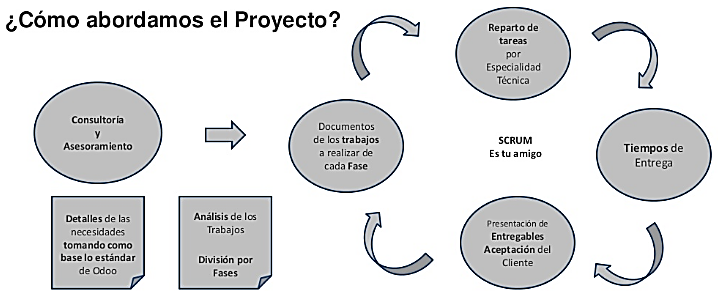 ¿Cómo abordamos el Proyecto?
Consultoría
y
Asesoramiento
Detalles de las
necesidades
tomando como
base lo estándar
de Odoo
Análisis de los
Trabajos
División por
Fases
Documentos
de los trabajos
a realizar de
cada Fase
Reparto de
tareas
por
Especialidad
Técnica
SCRUM
Es tu amigo
Tiempos de
Entrega
Presentación de
Entregables
Aceptación del
Cliente